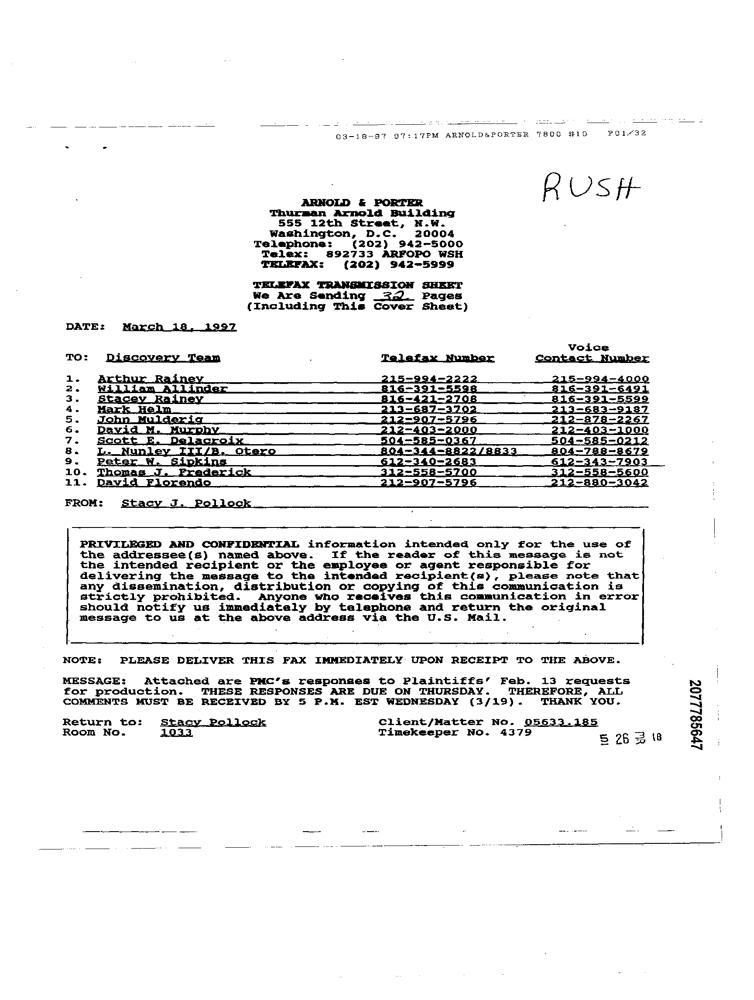 03-18-97 07:17PM ARNOLD&PORTER 7800 #10 P01/32
RUSH
ARNOLD & PORTER
Thurman Arnold Building
555 12th Street, N.W.
Washington, D.C. 20004
Telephone: (202) 942-5000
Telex: 892733 ARFOPO WSH
TELEFAX: (202) 942-5999
TELEFAX TRANSMISSION SHEET
We Are Sending 32 Pages
(Including This Cover Sheet)
DATE: March 18, 1997
Voice
TO: Discovery Team Telefax Number Contact Number
1. Arthur Rainey 215-994-2222 215-994-4000
2. William Allinder 816-391-5598 816-391-6491
3. Stacey Rainey 816-421-2708 816-391-5599
4. Mark Helm 213-687-3702 213-683-9187
5. John Mulderig 212-907-5796 212-878-2267
6. David M. Murphy 212-403-2000 212-403-1000
7. Scott E. Delacroix 504-585-0367 504-585-0212
8. L. Nunley III/B. Otero 804-344-8822/8833 804-788-8679
9. Peter W. Sipkins 612-340-2683 612-343-7903
10. Thomas J. Frederick 312-558-5700 312-558-5600
11. David Florendo 212-907-5796 212-880-3042
FROM: Stacy J. Pollock
PRIVILEGED AND CONFIDENTIAL information intended only for the use of
the addressee(s) named above. If the reader of this message is not
the intended recipient or the employee or agent responsible for
delivering the message to the intended recipient(s), please note that
any dissemination, distribution or copying of this communication is
strictly prohibited. Anyone who receives this communication in error
should notify us immediately by telephone and return the original
message to us at the above address via the U.S. Mail.
NOTE: PLEASE DELIVER THIS FAX IMMEDIATELY UPON RECEIPT TO THE ABOVE.
MESSAGE: Attached are PMC's responses to Plaintiffs' Feb. 13 requests
for production. THESE RESPONSES ARE DUE ON THURSDAY. THEREFORE, ALL
COMMENTS MUST BE RECEIVED BY 5 P.M. EST WEDNESDAY (3/19). THANK YOU.
Return to: Stacy Pollock Client/Matter No. 05633.185
Room No. 1033 Timekeeper No. 4379
2077785647